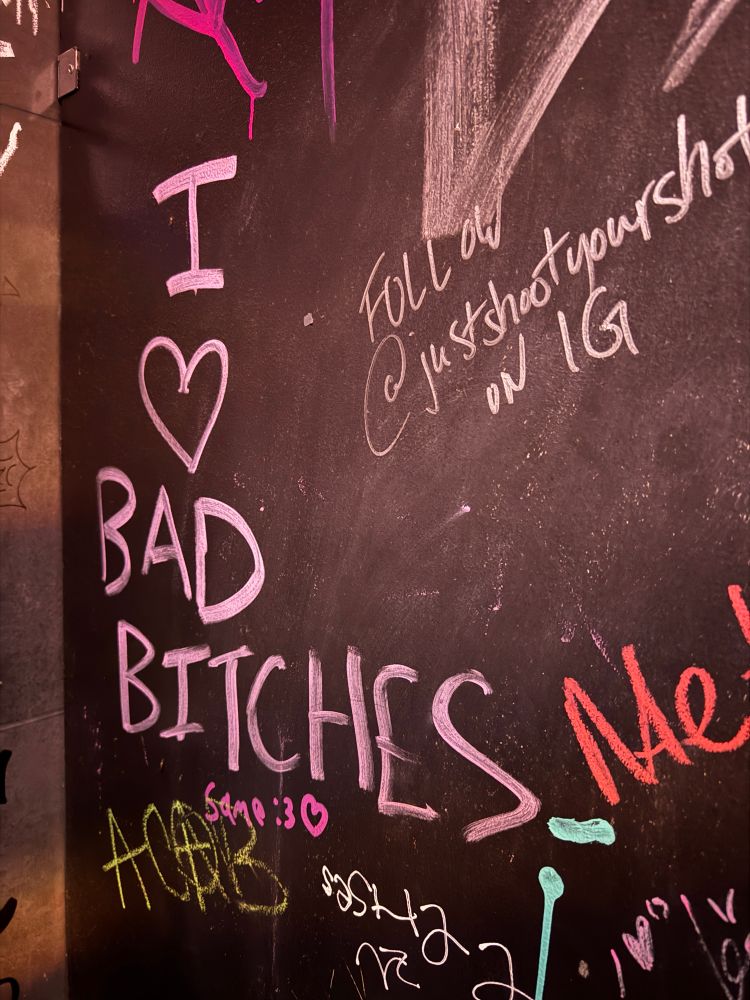 I
♡
BAD
BITCHES
FOLLOW
@justshootyourshot
ON IG
Me!
Same :3 ♡
ACAB